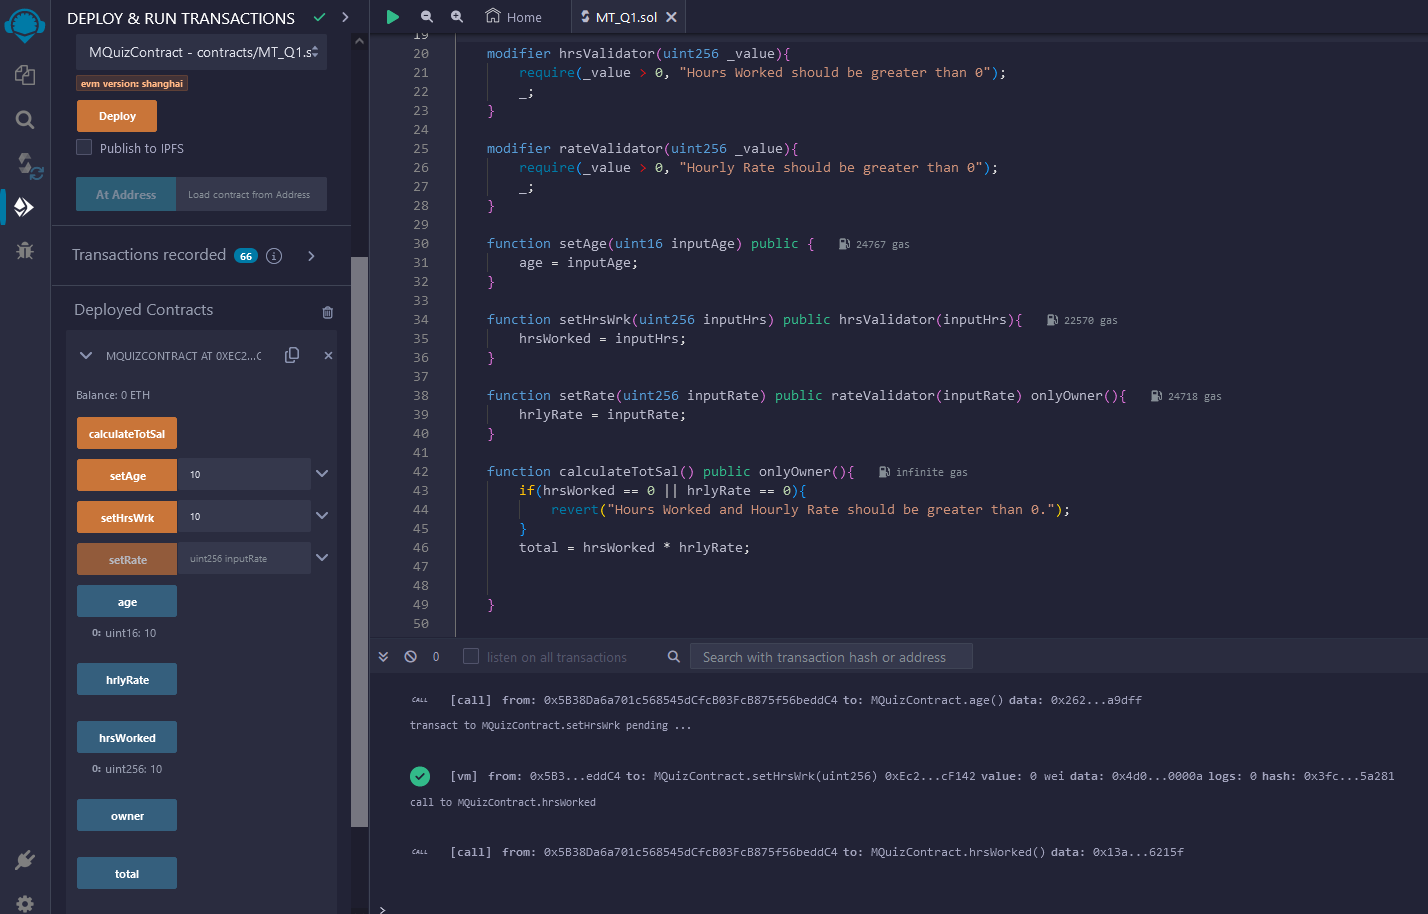 DEPLOY & RUN TRANSACTIONS
MQuizContract - contracts/MT_Q1.s
evm version: shanghai
Deploy
Publish to IPFS
At Address
Load contract from Address
Transactions recorded 66 i
Deployed Contracts
MQUIZCONTRACT AT 0XEC2...C
Balance: 0 ETH
calculateTotSal
setAge 10
setHrsWrk 10
setRate uint256 inputRate
age
0: uint16: 10
hrlyRate
hrsWorked
0: uint256: 10
owner
total
Home
MT_Q1.sol
19
20 modifier hrsValidator(uint256 _value){
21 require(_value > 0, "Hours Worked should be greater than 0");
22 _;
23 }
24
25 modifier rateValidator(uint256 _value){
26 require(_value > 0, "Hourly Rate should be greater than 0");
27 _;
28 }
29
30 function setAge(uint16 inputAge) public { 24767 gas
31 age = inputAge;
32 }
33
34 function setHrsWrk(uint256 inputHrs) public hrsValidator(inputHrs){ 22570 gas
35 hrsWorked = inputHrs;
36 }
37
38 function setRate(uint256 inputRate) public rateValidator(inputRate) onlyOwner(){ 24718 gas
39 hrlyRate = inputRate;
40 }
41
42 function calculateTotSal() public onlyOwner(){ infinite gas
43 if(hrsWorked == 0 || hrlyRate == 0){
44 revert("Hours Worked and Hourly Rate should be greater than 0.");
45 }
46 total = hrsWorked * hrlyRate;
47
48
49 }
50
0 listen on all transactions Search with transaction hash or address
CALL [call] from: 0x5B38Da6a701c568545dCfcB03FcB875f56beddC4 to: MQuizContract.age() data: 0x262...a9dff
transact to MQuizContract.setHrsWrk pending ...
[vm] from: 0x5B3...eddC4 to: MQuizContract.setHrsWrk(uint256) 0xEc2...cF142 value: 0 wei data: 0x4d0...0000a logs: 0 hash: 0x3fc...5a281
call to MQuizContract.hrsWorked
CALL [call] from: 0x5B38Da6a701c568545dCfcB03FcB875f56beddC4 to: MQuizContract.hrsWorked() data: 0x13a...6215f
>